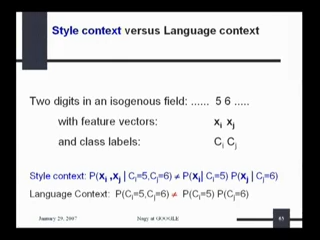 Style context versus Language context
Two digits in an isogenous field: ...... 5 6 .....
with feature vectors: xᵢ xⱼ
and class labels: Cᵢ Cⱼ
Style context: P(xᵢ ,xⱼ | Cᵢ=5,Cⱼ=6) ≠ P(xᵢ| Cᵢ=5) P(xⱼ | Cⱼ=6)
Language Context: P(Cᵢ=5,Cⱼ=6) ≠ P(Cᵢ=5) P(Cⱼ=6)
January 29, 2007 Nagy at GOOGLE